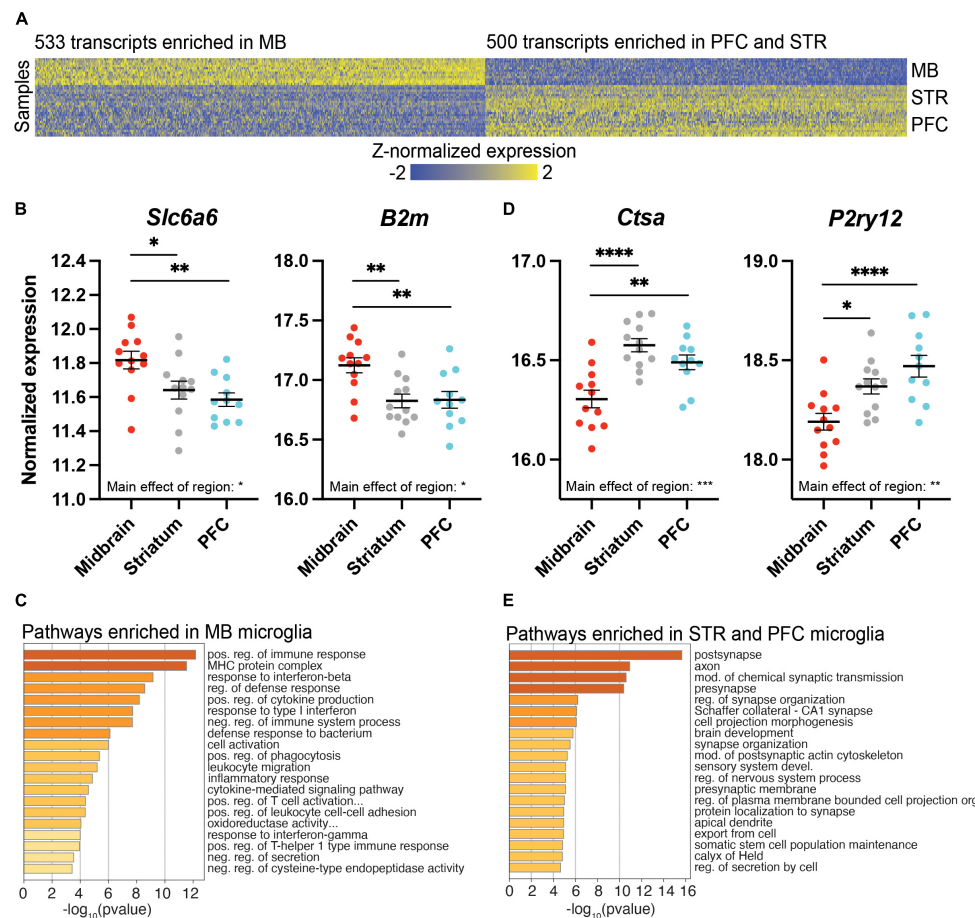 A
533 transcripts enriched in MB
500 transcripts enriched in PFC and STR
Samples
MB
STR
PFC
Z-normalized expression
-2
2
B
Slc6a6
*
**
Normalized expression
12.4
12.2
12.0
11.8
11.6
11.4
11.2
11.0
Main effect of region: *
Midbrain
Striatum
PFC
B2m
**
**
18.0
17.5
17.0
16.5
16.0
Main effect of region: *
Midbrain
Striatum
PFC
D
Ctsa
****
**
17.0
16.5
16.0
Main effect of region: ***
Midbrain
Striatum
PFC
P2ry12
****
*
19.0
18.5
18.0
Main effect of region: **
Midbrain
Striatum
PFC
C
Pathways enriched in MB microglia
pos. reg. of immune response
MHC protein complex
response to interferon-beta
reg. of defense response
pos. reg. of cytokine production
response to type I interferon
neg. reg. of immune system process
defense response to bacterium
cell activation
pos. reg. of phagocytosis
leukocyte migration
inflammatory response
cytokine-mediated signaling pathway
pos. reg. of T cell activation...
pos. reg. of leukocyte cell-cell adhesion
oxidoreductase activity...
response to interferon-gamma
pos. reg. of T-helper 1 type immune response
neg. reg. of secretion
neg. reg. of cysteine-type endopeptidase activity
0 2 4 6 8 10 12
-log10(pvalue)
E
Pathways enriched in STR and PFC microglia
postsynapse
axon
mod. of chemical synaptic transmission
presynapse
reg. of synapse organization
Schaffer collateral - CA1 synapse
cell projection morphogenesis
brain development
synapse organization
mod. of postsynaptic actin cytoskeleton
sensory system devel.
reg. of nervous system process
presynaptic membrane
reg. of plasma membrane bounded cell projection org
protein localization to synapse
apical dendrite
export from cell
somatic stem cell population maintenance
calyx of Held
reg. of secretion by cell
0 2 4 6 8 10 12 14 16
-log10(pvalue)